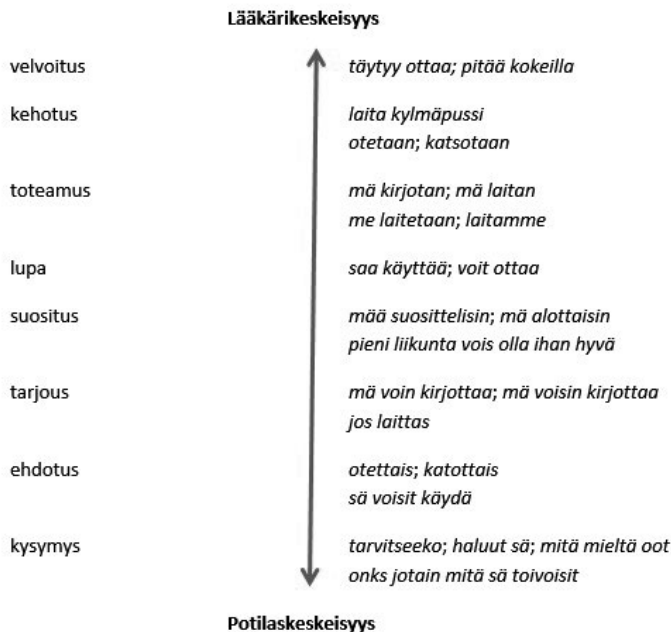 Lääkärikeskeisyys
velvoitus täytyy ottaa; pitää kokeilla
kehotus laita kylmäpussi
otetaan; katsotaan
toteamus mä kirjotan; mä laitan
me laitetaan; laitamme
lupa saa käyttää; voit ottaa
suositus mää suosittelisin; mä alottaisin
pieni liikunta vois olla ihan hyvä
tarjous mä voin kirjottaa; mä voisin kirjottaa
jos laittas
ehdotus otettais; katottais
sä voisit käydä
kysymys tarvitseeko; haluut sä; mitä mieltä oot
onks jotain mitä sä toivoisit
Potilaskeskeisyys